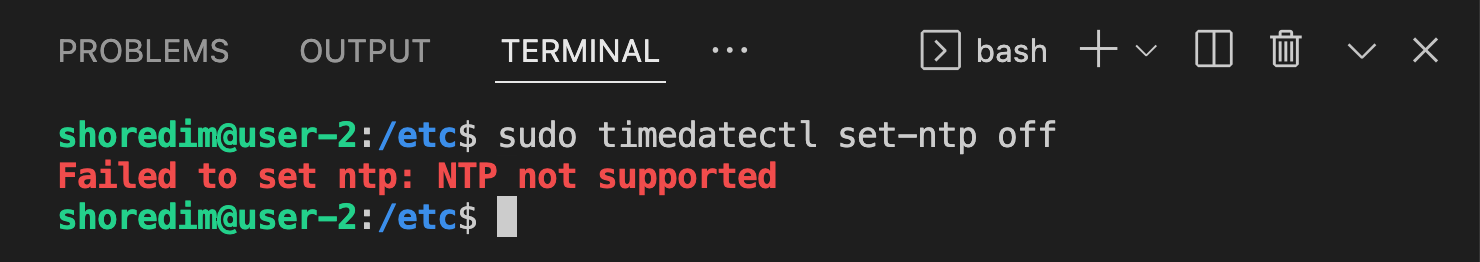 PROBLEMS OUTPUT TERMINAL ... bash
shoredim@user-2:/etc$ sudo timedatectl set-ntp off
Failed to set ntp: NTP not supported
shoredim@user-2:/etc$